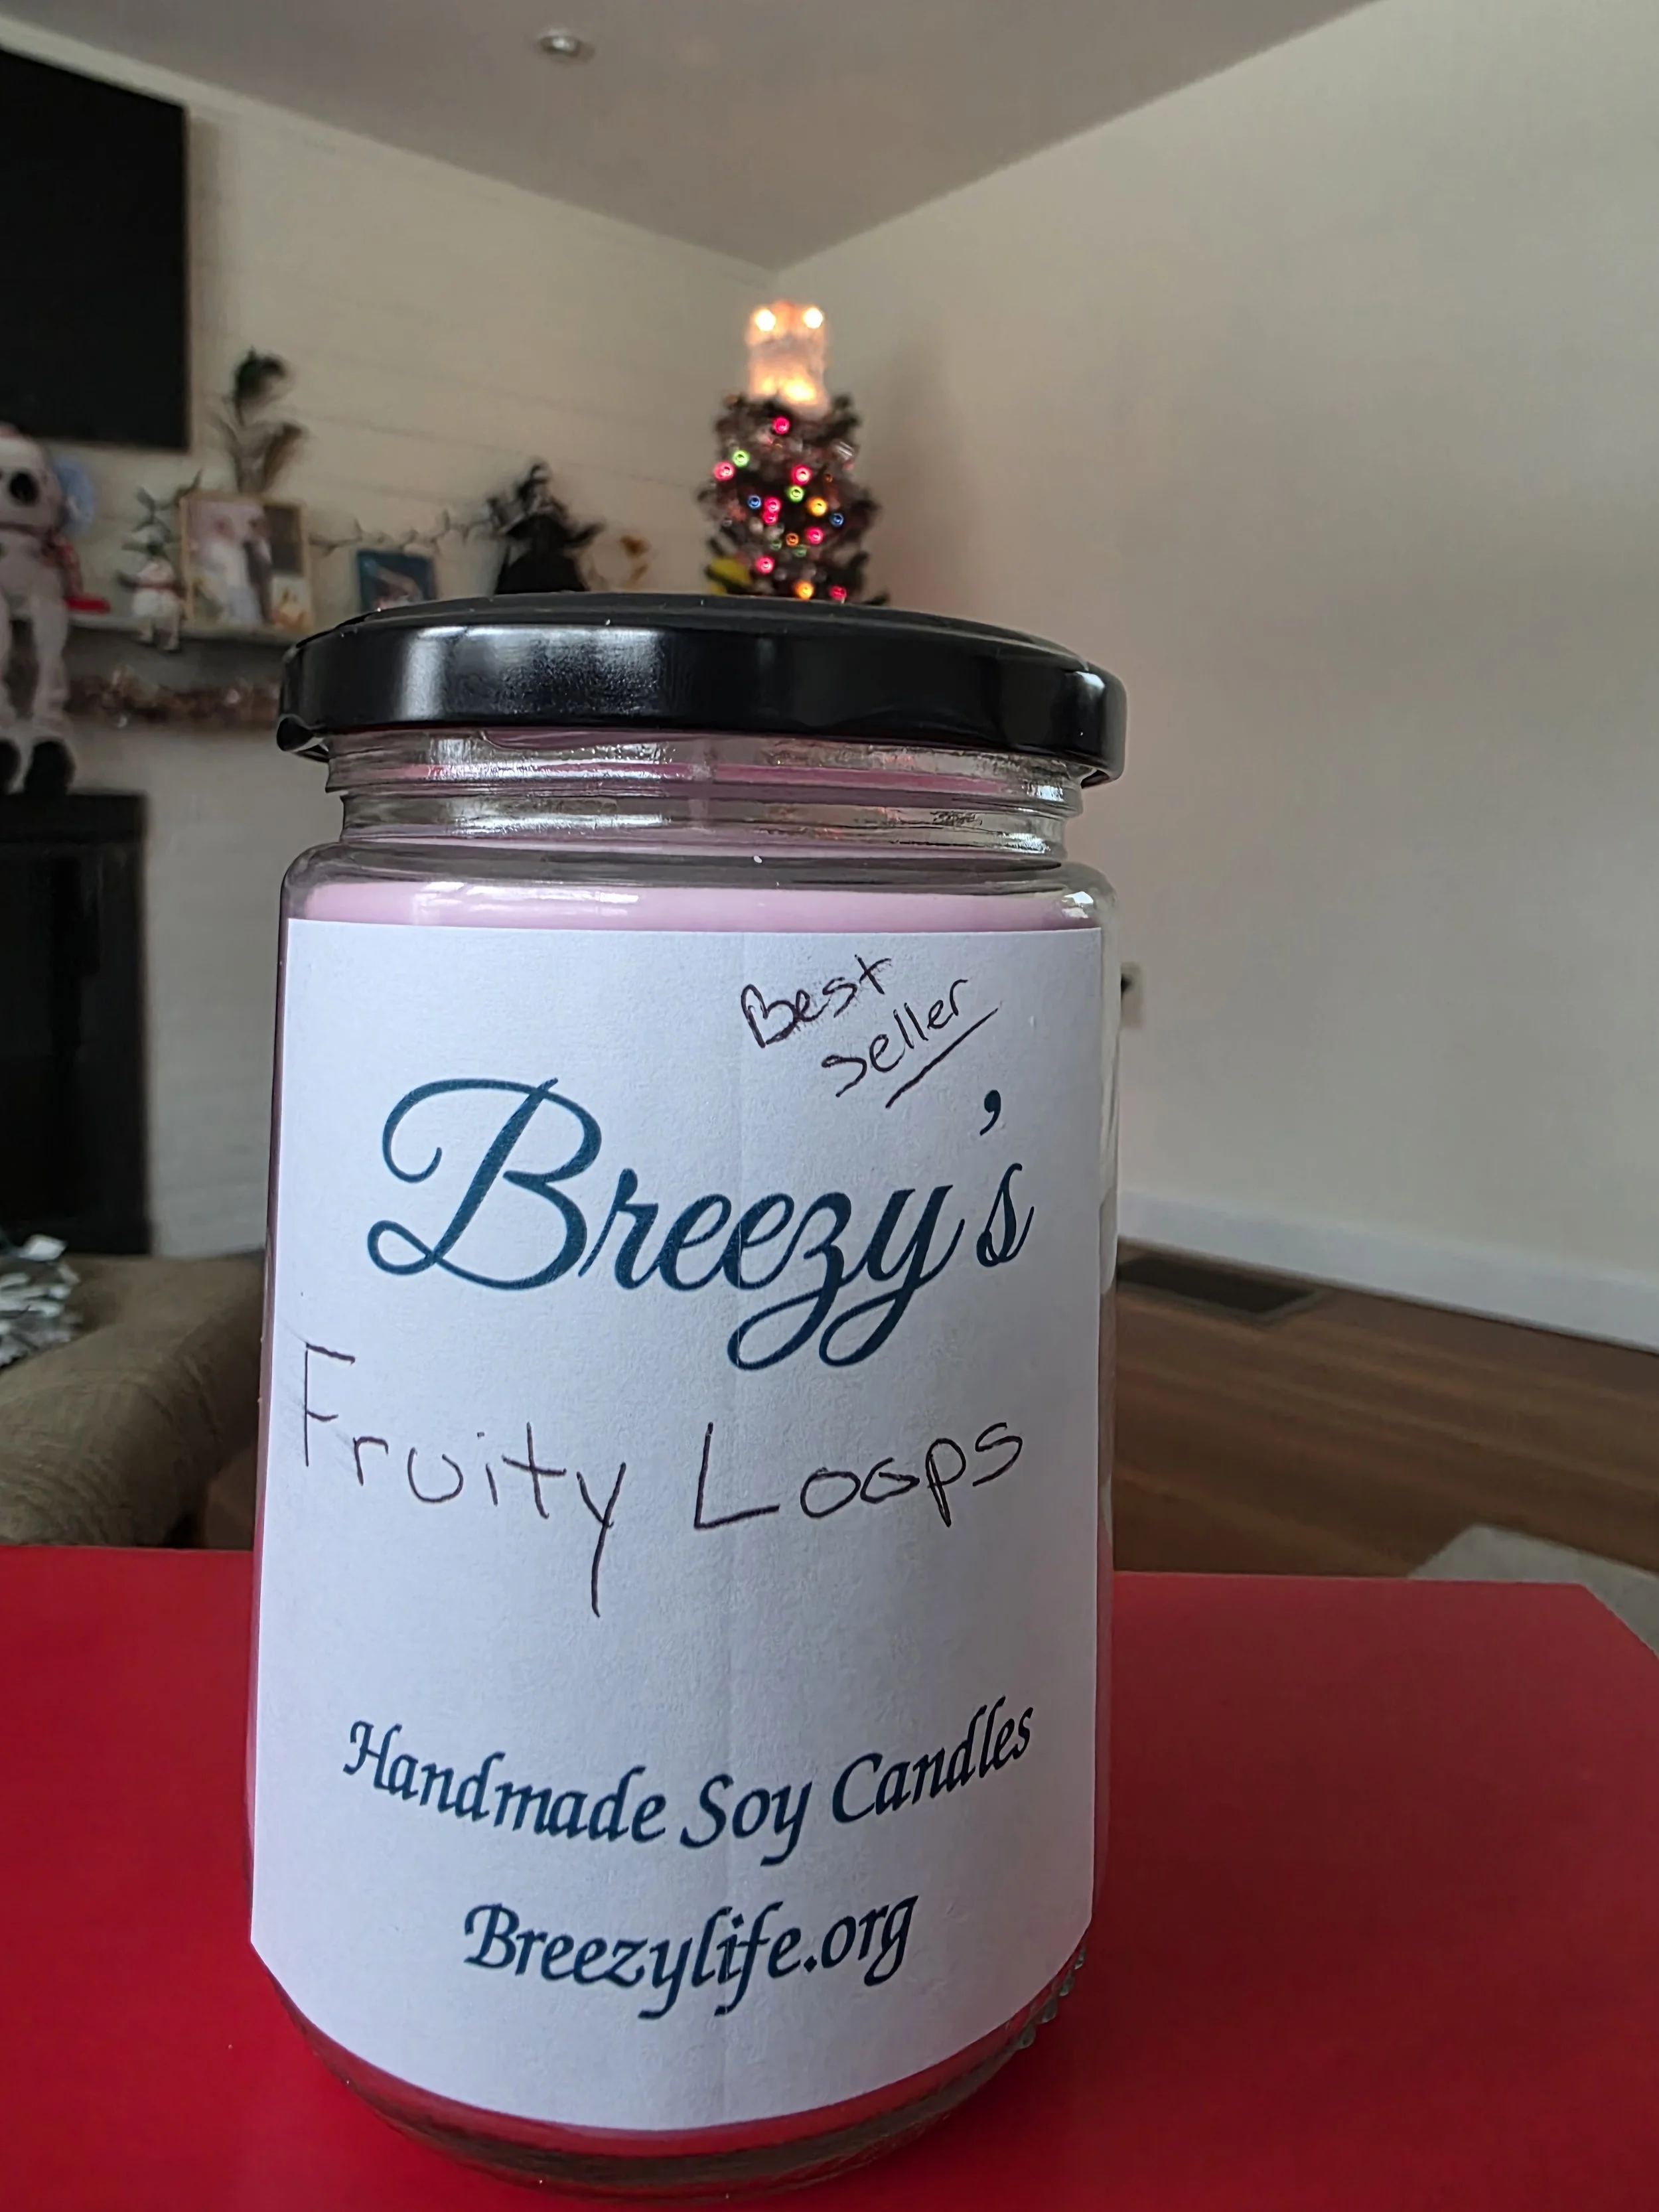 Best
seller
Breezy's
Fruity Loops
Handmade Soy Candles
Breezylife.org